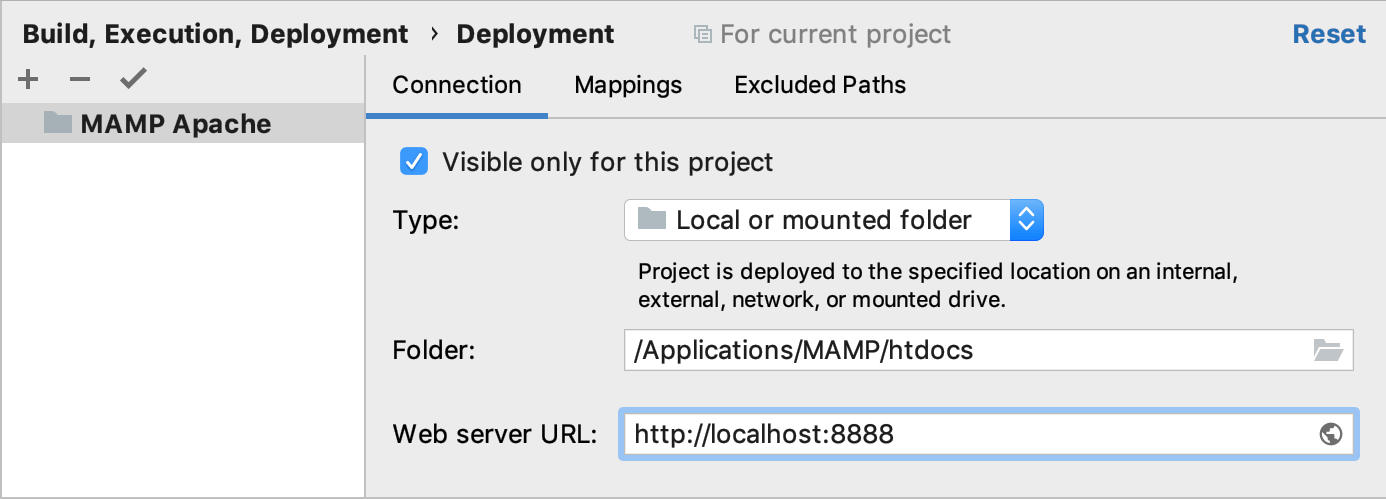 Build, Execution, Deployment › Deployment
For current project
Reset
MAMP Apache
Connection
Mappings
Excluded Paths
Visible only for this project
Type:
Local or mounted folder
Project is deployed to the specified location on an internal,
external, network, or mounted drive.
Folder:
/Applications/MAMP/htdocs
Web server URL:
http://localhost:8888